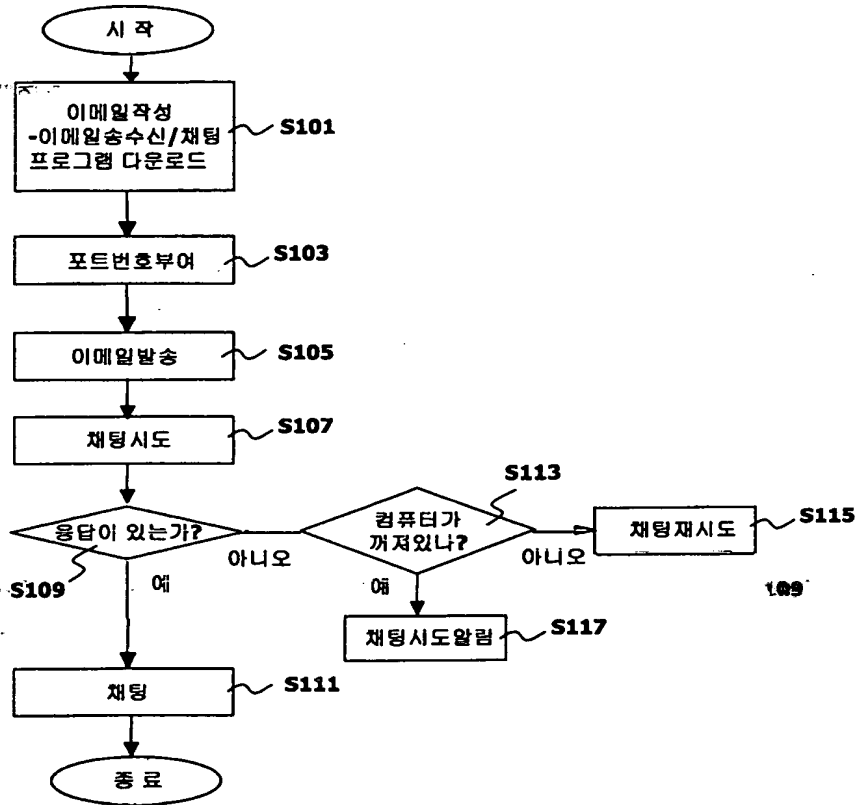 시 작
이메일작성
-이메일송수신/채팅
프로그램 다운로드
S101
포트번호부여
S103
이메일발송
S105
채팅시도
S107
응답이 있는가?
S109
아니오
예
컴퓨터가
꺼져있나?
S113
아니오
예
채팅재시도
S115
채팅시도알림
S117
채팅
S111
종 료